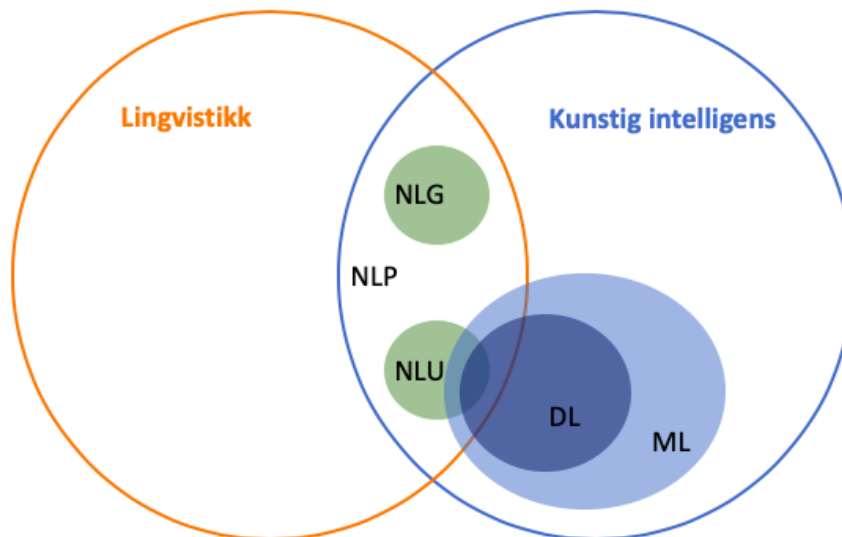 Lingvistikk
Kunstig intelligens
NLG
NLP
NLU
DL
ML